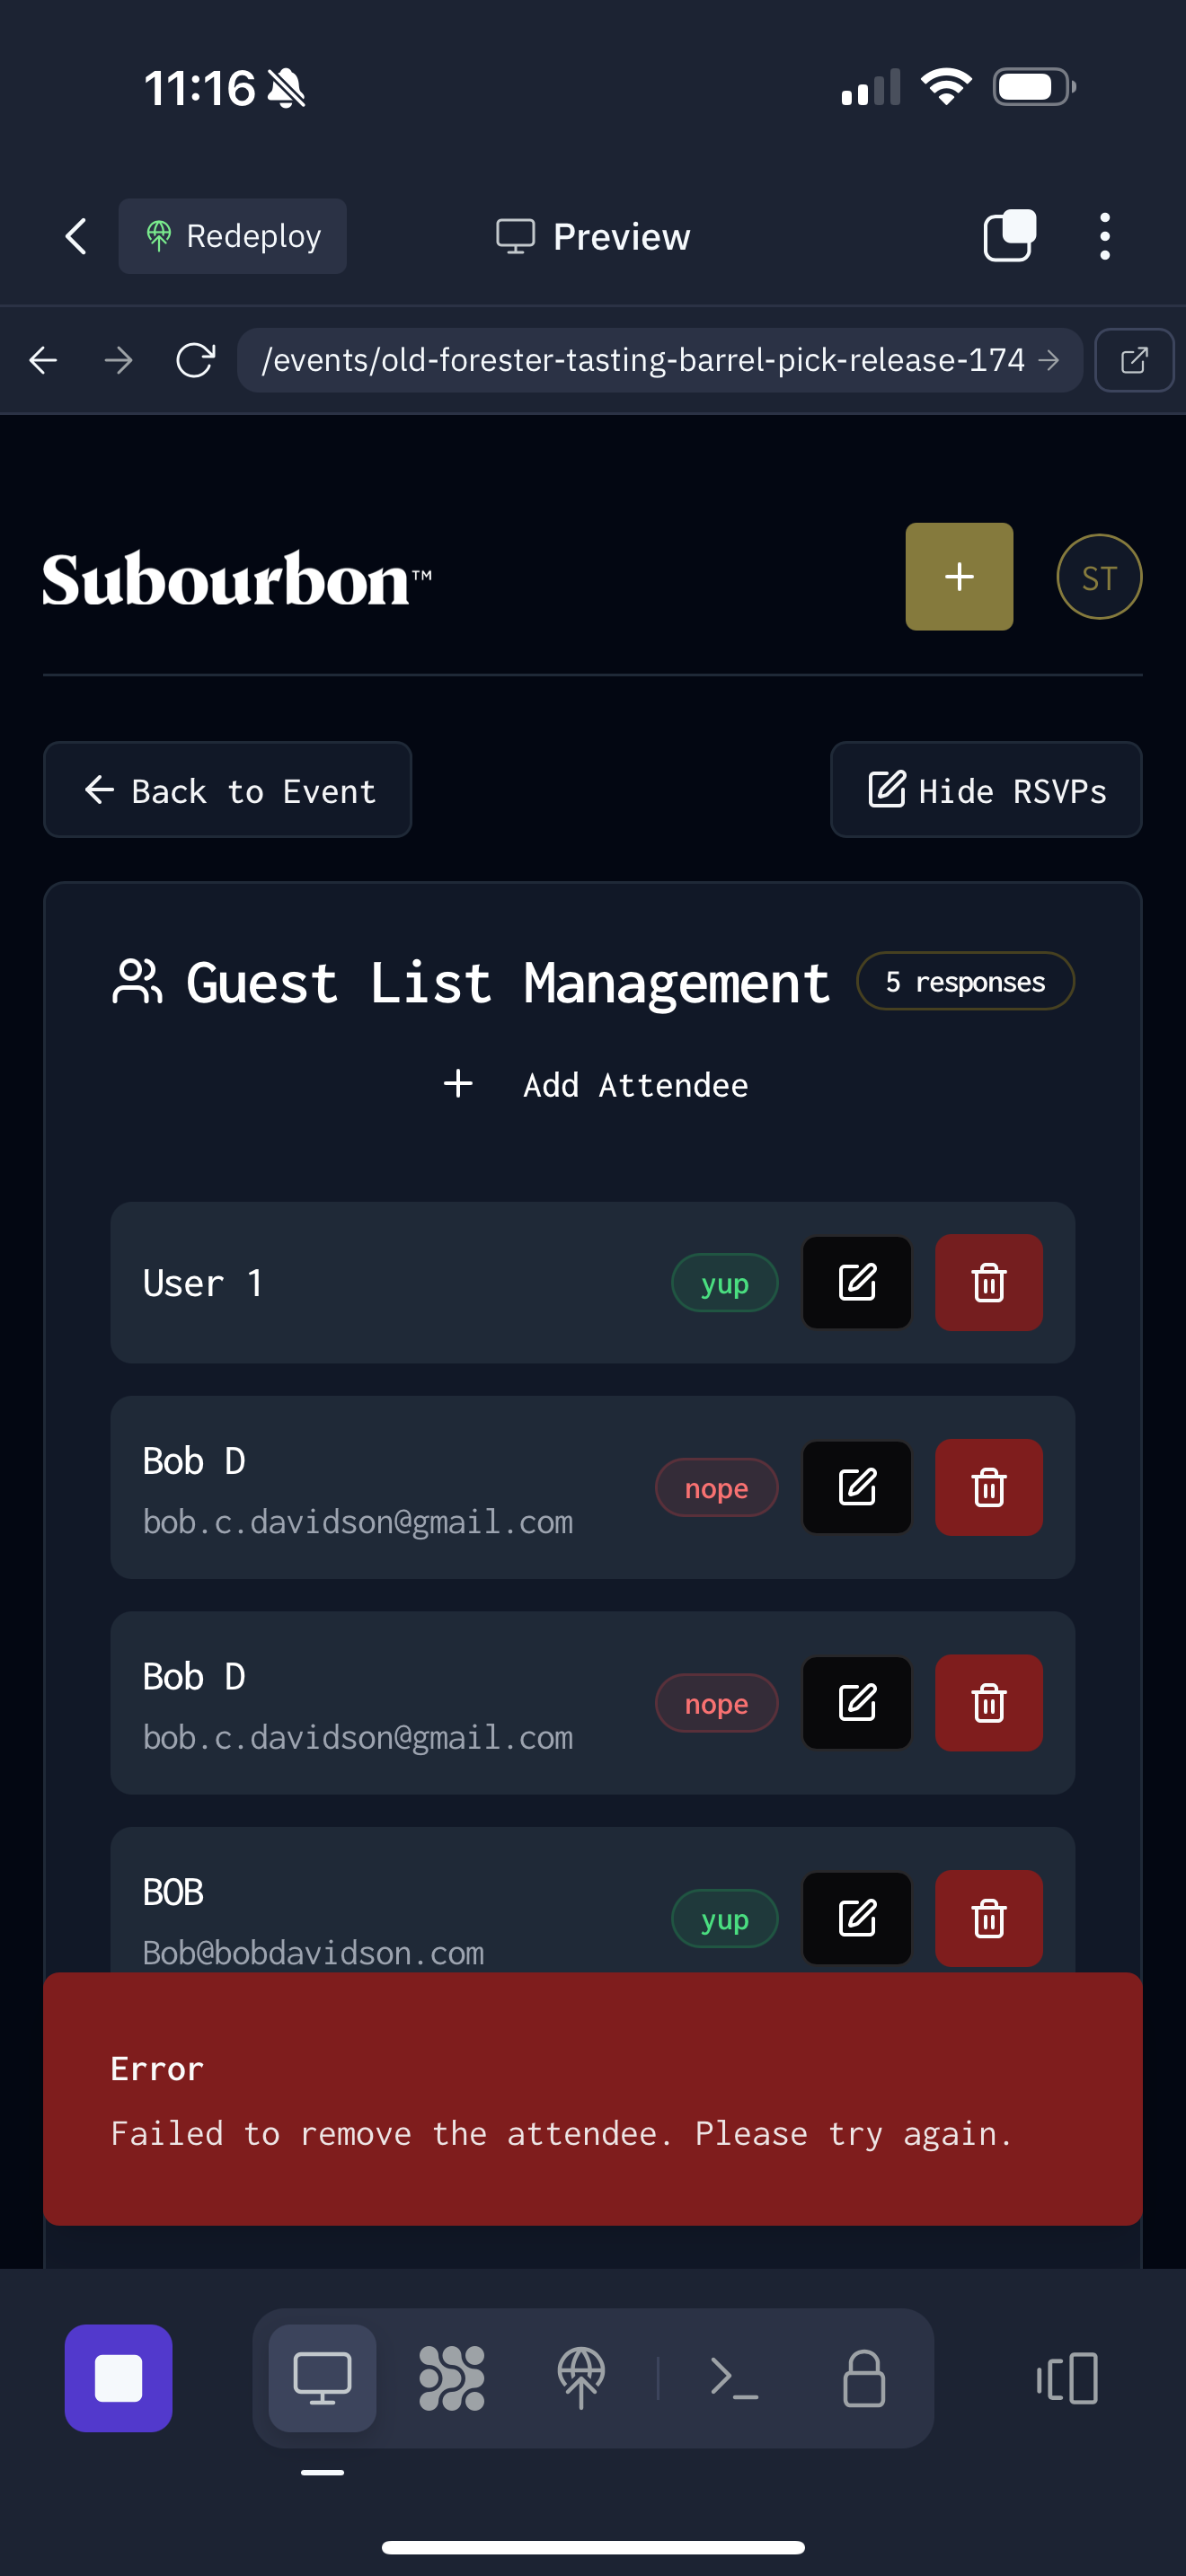 11:16
Redeploy
Preview
/events/old-forester-tasting-barrel-pick-release-174
Subourbon™
ST
Back to Event
Hide RSVPs
Guest List Management
5 responses
Add Attendee
User 1
yup
Bob D
bob.c.davidson@gmail.com
nope
Bob D
bob.c.davidson@gmail.com
nope
BOB
Bob@bobdavidson.com
yup
Error
Failed to remove the attendee. Please try again.